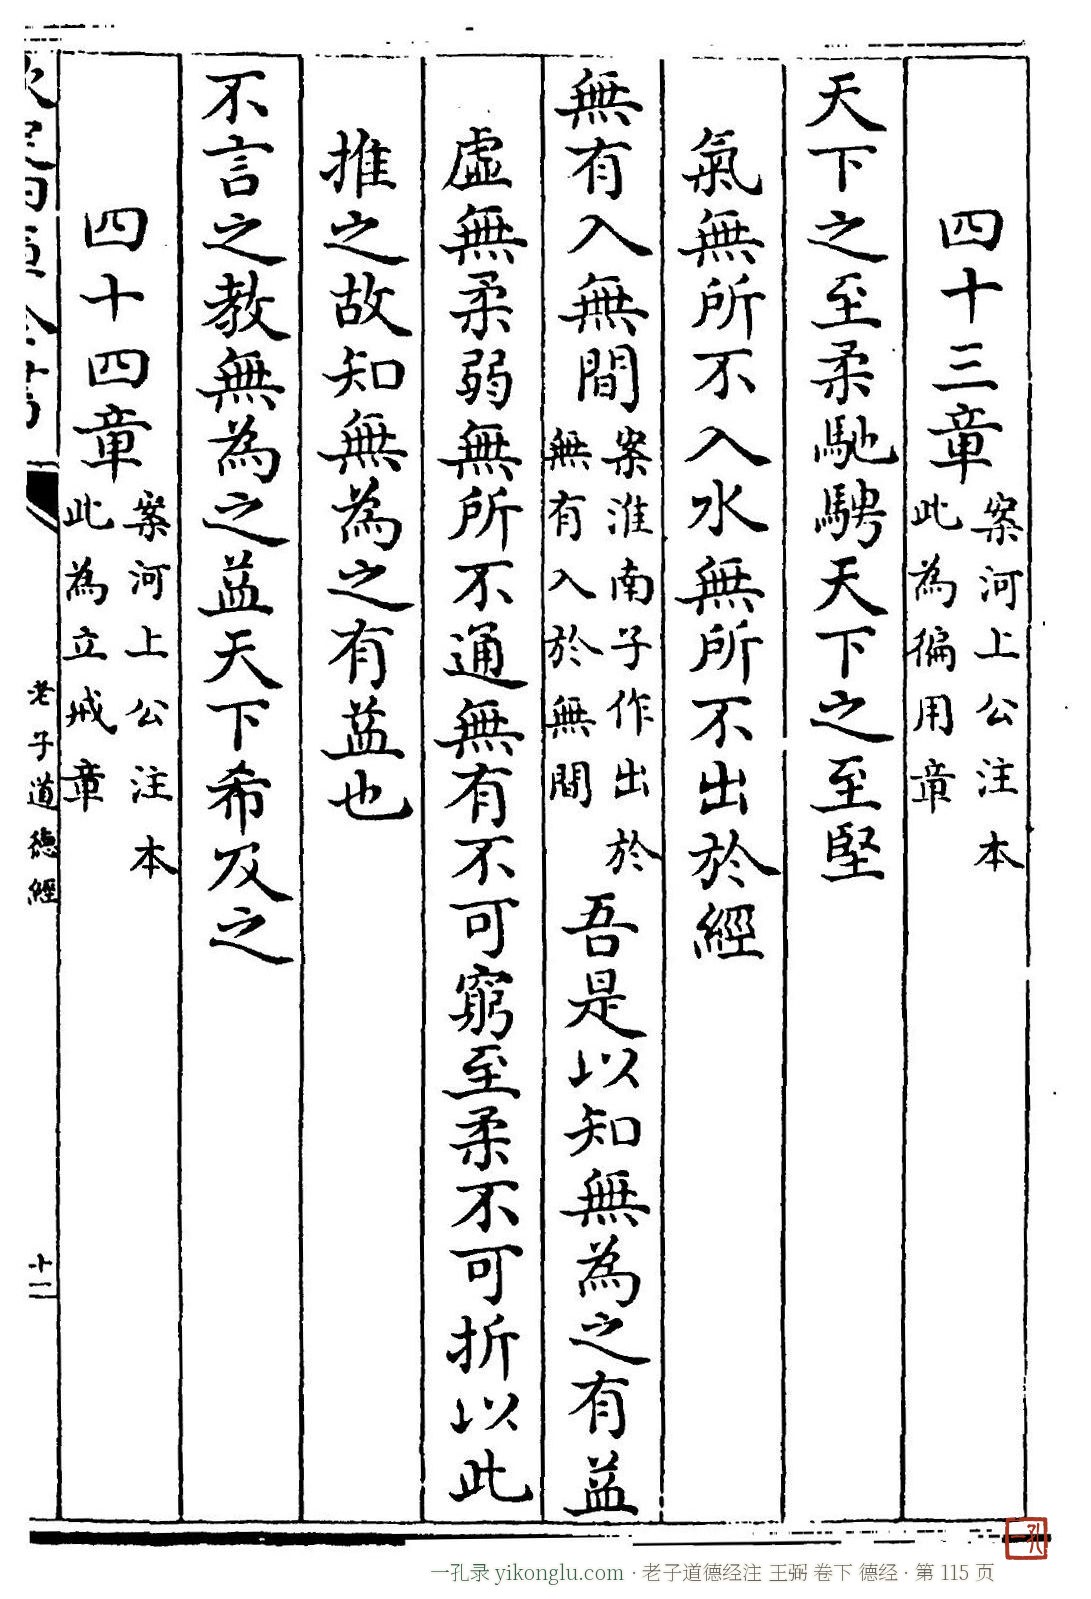 四十三章案河上公注本此為徧用章
天下之至柔馳騁天下之至堅
氣無所不入水無所不出於經
無有入無間案淮南子作出於無有入於無間吾是以知無為之有益
虛無柔弱無所不通無有不可窮至柔不可折以此
推之故知無為之有益也
不言之教無為之益天下希及之
四十四章案河上公注本此為立戒章
老子道德經
十二
一孔
一孔录 yikonglu.com · 老子道德经注 王弼 卷下 德经 · 第 115 页